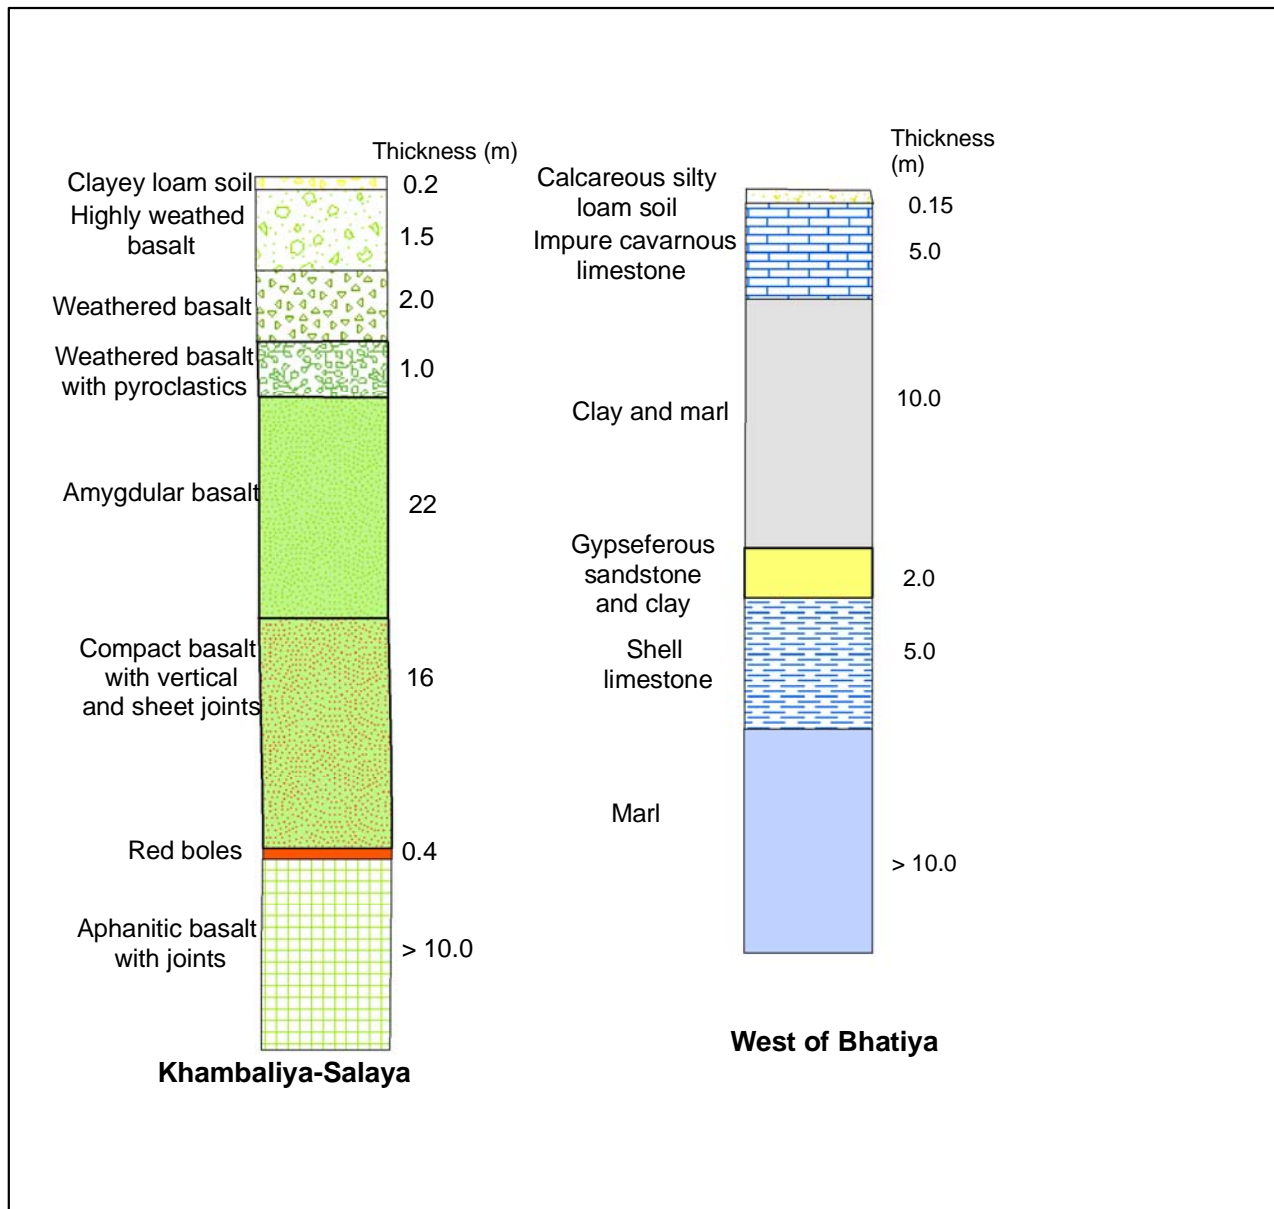 Thickness (m)
Clayey loam soil
0.2
Highly weathed
basalt
1.5
Weathered basalt
2.0
Weathered basalt
with pyroclastics
1.0
Amygdular basalt
22
Compact basalt
with vertical
and sheet joints
16
Red boles
0.4
Aphanitic basalt
with joints
> 10.0
Khambaliya-Salaya
Thickness
(m)
Calcareous silty
loam soil
0.15
Impure cavarnous
limestone
5.0
Clay and marl
10.0
Gypseferous
sandstone
and clay
2.0
Shell
limestone
5.0
Marl
> 10.0
West of Bhatiya